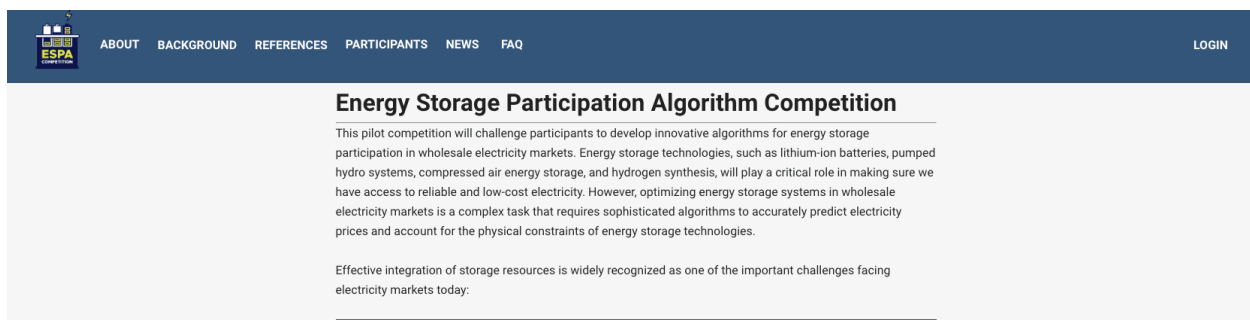 ESPA
COMPETITION
ABOUT BACKGROUND REFERENCES PARTICIPANTS NEWS FAQ LOGIN
Energy Storage Participation Algorithm Competition
This pilot competition will challenge participants to develop innovative algorithms for energy storage
participation in wholesale electricity markets. Energy storage technologies, such as lithium-ion batteries, pumped
hydro systems, compressed air energy storage, and hydrogen synthesis, will play a critical role in making sure we
have access to reliable and low-cost electricity. However, optimizing energy storage systems in wholesale
electricity markets is a complex task that requires sophisticated algorithms to accurately predict electricity
prices and account for the physical constraints of energy storage technologies.
Effective integration of storage resources is widely recognized as one of the important challenges facing
electricity markets today: